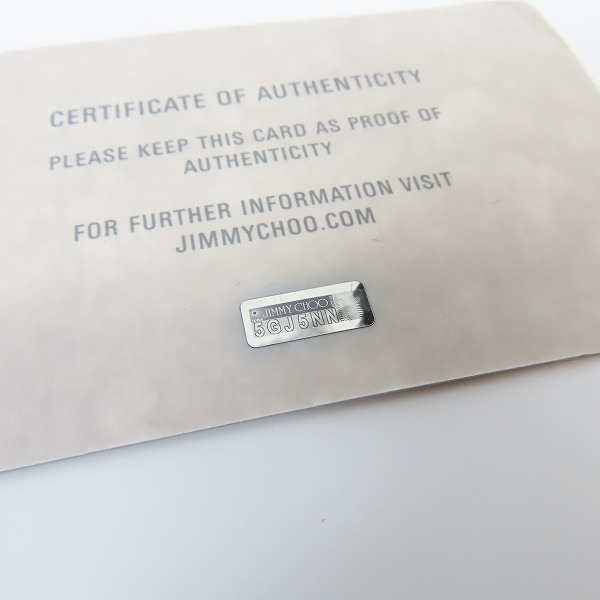 CERTIFICATE OF AUTHENTICITY
PLEASE KEEP THIS CARD AS PROOF OF
AUTHENTICITY
FOR FURTHER INFORMATION VISIT
JIMMYCHOO.COM
JIMMY CHOO
5GJ5NN